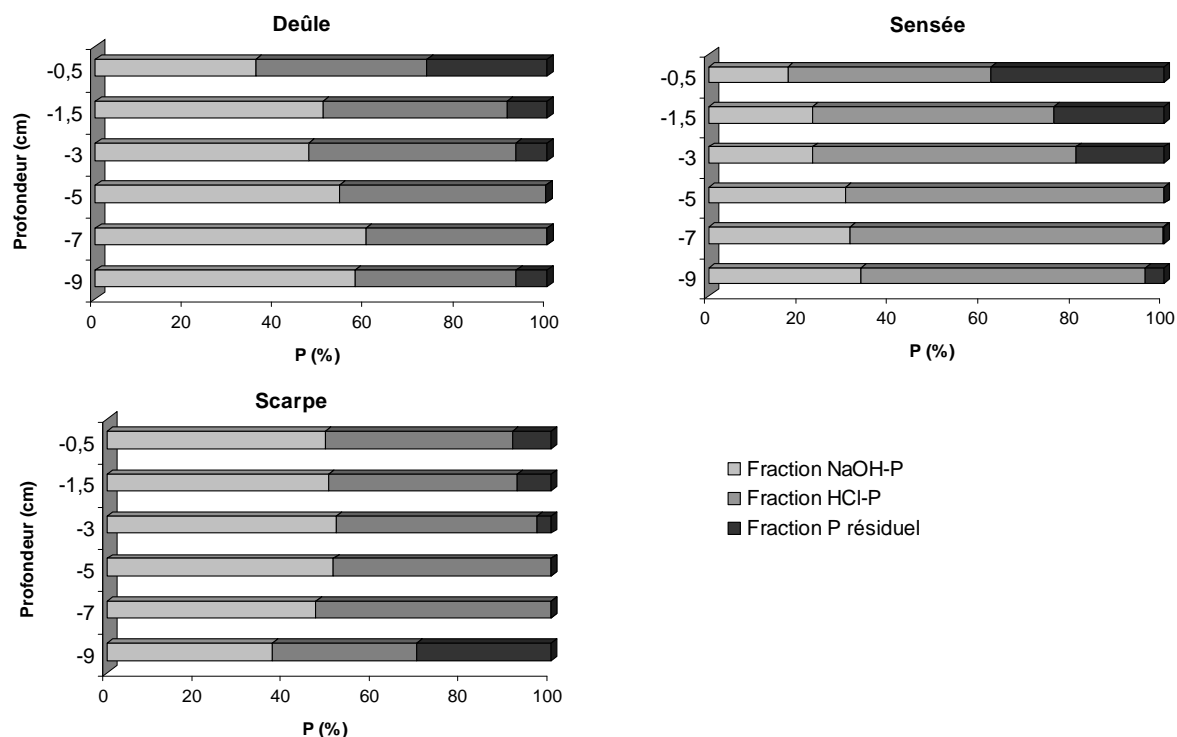 Deûle
Profondeur (cm)
-0,5
-1,5
-3
-5
-7
-9
0 20 40 60 80 100
P (%)
Sensée
-0,5
-1,5
-3
-5
-7
-9
0 20 40 60 80 100
P (%)
Scarpe
Profondeur (cm)
-0,5
-1,5
-3
-5
-7
-9
0 20 40 60 80 100
P (%)
Fraction NaOH-P
Fraction HCl-P
Fraction P résiduel